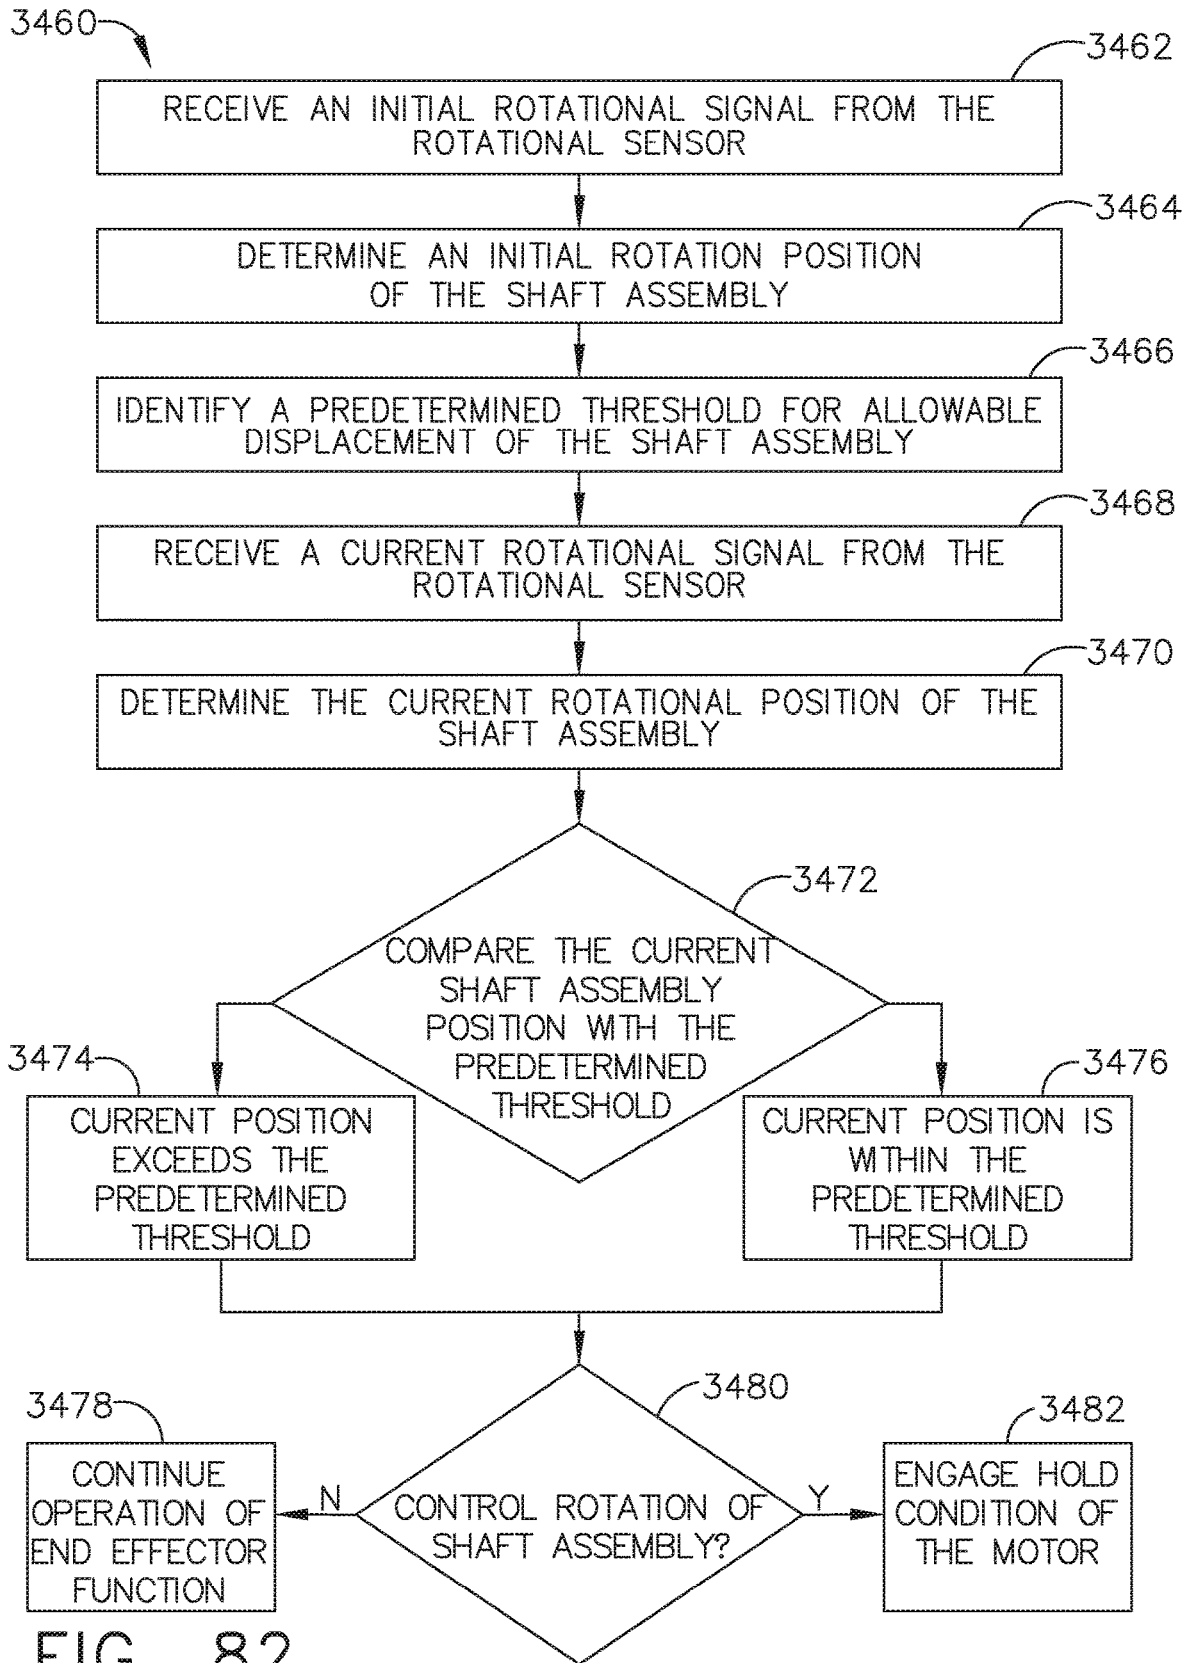 3460
3462
RECEIVE AN INITIAL ROTATIONAL SIGNAL FROM THE
ROTATIONAL SENSOR
3464
DETERMINE AN INITIAL ROTATION POSITION
OF THE SHAFT ASSEMBLY
3466
IDENTIFY A PREDETERMINED THRESHOLD FOR ALLOWABLE
DISPLACEMENT OF THE SHAFT ASSEMBLY
3468
RECEIVE A CURRENT ROTATIONAL SIGNAL FROM THE
ROTATIONAL SENSOR
3470
DETERMINE THE CURRENT ROTATIONAL POSITION OF THE
SHAFT ASSEMBLY
3472
COMPARE THE CURRENT
SHAFT ASSEMBLY
POSITION WITH THE
PREDETERMINED
THRESHOLD
3474
CURRENT POSITION
EXCEEDS THE
PREDETERMINED
THRESHOLD
3476
CURRENT POSITION IS
WITHIN THE
PREDETERMINED
THRESHOLD
3480
CONTROL ROTATION OF
SHAFT ASSEMBLY?
N
Y
3478
CONTINUE
OPERATION OF
END EFFECTOR
FUNCTION
3482
ENGAGE HOLD
CONDITION OF
THE MOTOR
FIG. 82